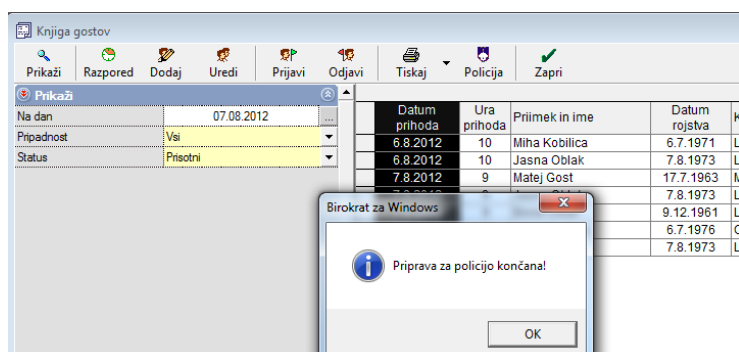 Knjiga gostov
Prikaži Razpored Dodaj Uredi Prijavi Odjavi Tiskaj Policija Zapri
Prikaži
Na dan 07.08.2012 ...
Pripadnost Vsi
Status Prisotni
Datum prihoda Ura prihoda Priimek in ime Datum rojstva K
6.8.2012 10 Miha Kobilica 6.7.1971 L
6.8.2012 10 Jasna Oblak 7.8.1973 L
7.8.2012 9 Matej Gost 17.7.1963 M
7.8.1973 L
9.12.1961 L
6.7.1976
7.8.1973 L
Birokrat za Windows
Priprava za policijo končana!
OK